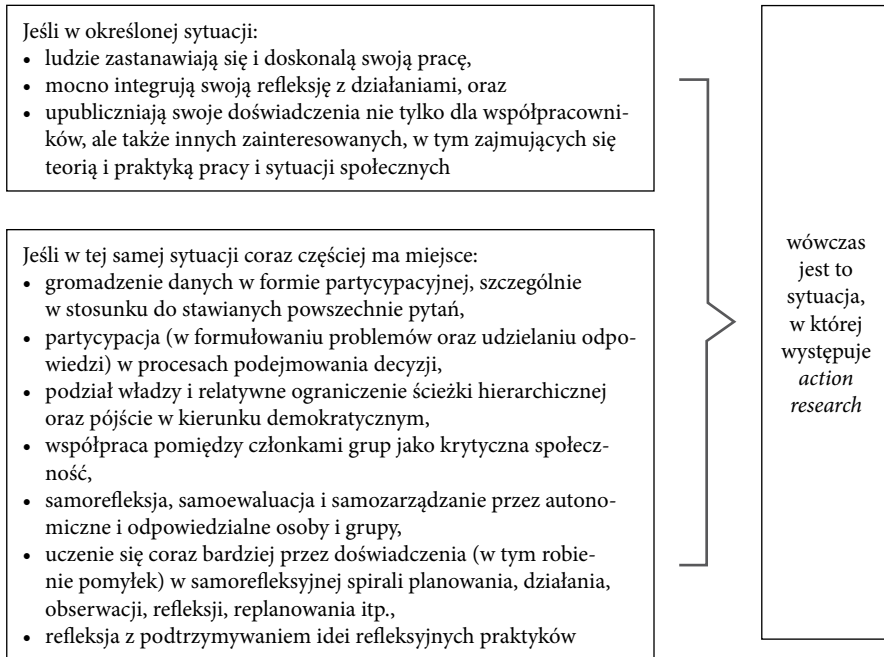 Jeśli w określonej sytuacji:
• ludzie zastanawiają się i doskonalą swoją pracę,
• mocno integrują swoją refleksję z działaniami, oraz
• upubliczniają swoje doświadczenia nie tylko dla współpracowni-
ków, ale także innych zainteresowanych, w tym zajmujących się
teorią i praktyką pracy i sytuacji społecznych
Jeśli w tej samej sytuacji coraz częściej ma miejsce:
• gromadzenie danych w formie partycypacyjnej, szczególnie
w stosunku do stawianych powszechnie pytań,
• partycypacja (w formułowaniu problemów oraz udzielaniu odpo-
wiedzi) w procesach podejmowania decyzji,
• podział władzy i relatywne ograniczenie ścieżki hierarchicznej
oraz pójście w kierunku demokratycznym,
• współpraca pomiędzy członkami grup jako krytyczna społecz-
ność,
• samorefleksja, samoewaluacja i samozarządzanie przez autono-
miczne i odpowiedzialne osoby i grupy,
• uczenie się coraz bardziej przez doświadczenia (w tym robie-
nie pomyłek) w samorefleksyjnej spirali planowania, działania,
obserwacji, refleksji, replanowania itp.,
• refleksja z podtrzymywaniem idei refleksyjnych praktyków
wówczas
jest to
sytuacja,
w której
występuje
action
research